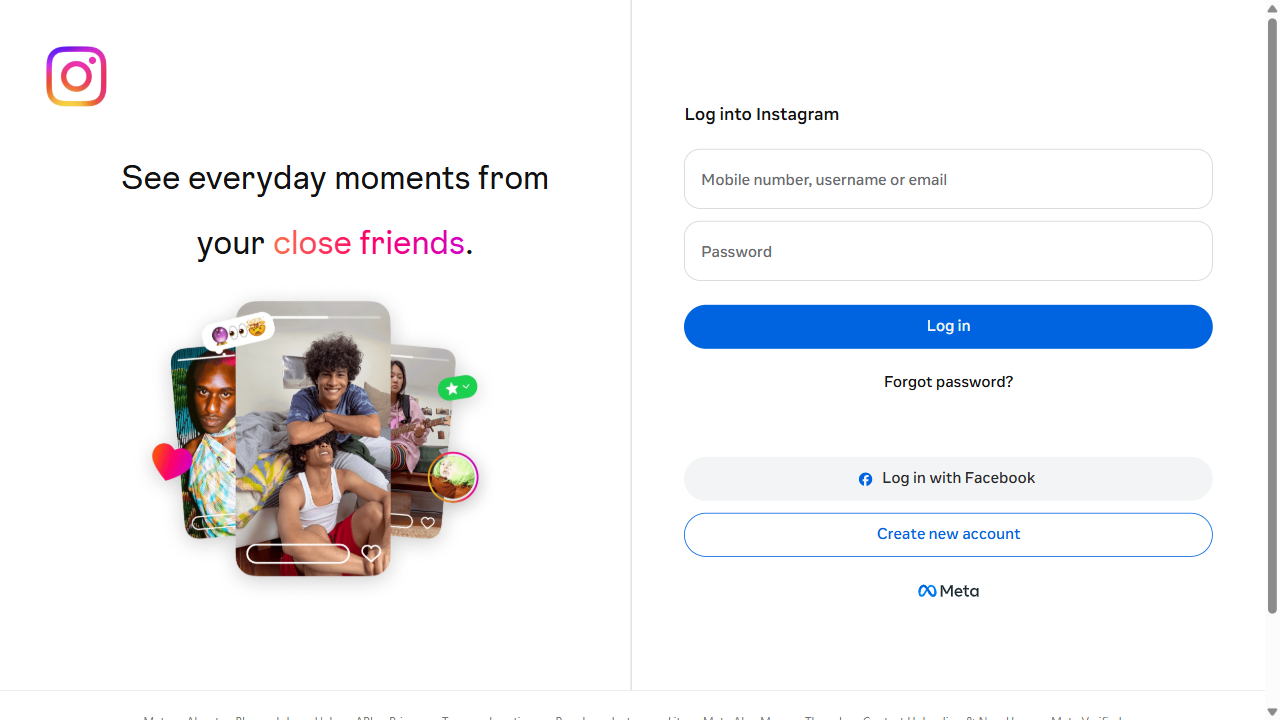 See everyday moments from
your close friends.
Log into Instagram
Mobile number, username or email
Password
Log in
Forgot password?
Log in with Facebook
Create new account
Meta